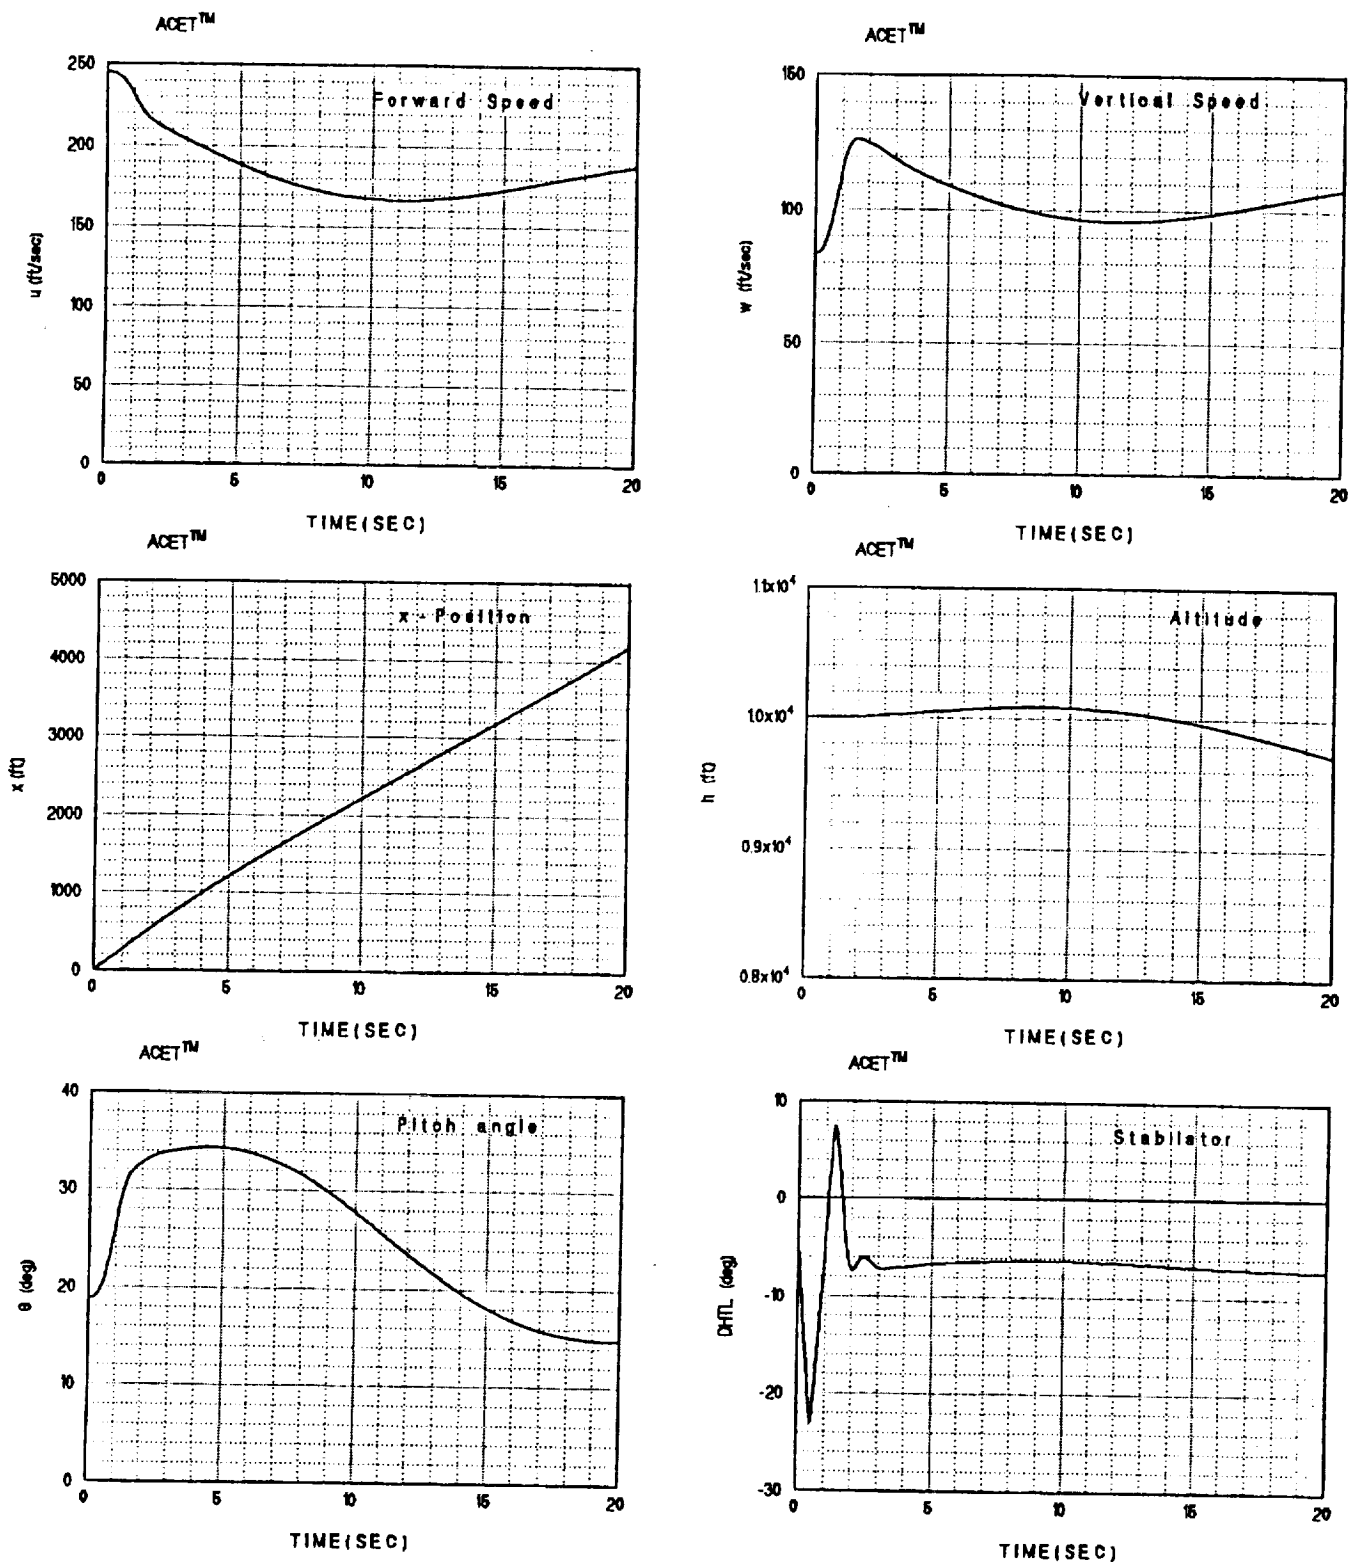 ACET™
250
200
150
100
50
0
u (ft/sec)
Forward Speed
0 5 10 15 20
TIME(SEC)
ACET™
150
100
50
0
w (ft/sec)
Vertical Speed
0 5 10 15 20
TIME(SEC)
ACET™
5000
4000
3000
2000
1000
0
x (ft)
x - Position
0 5 10 15 20
TIME(SEC)
ACET™
1.1x10⁴
1.0x10⁴
0.9x10⁴
0.8x10⁴
h (ft)
Altitude
0 5 10 15 20
TIME(SEC)
ACET™
40
30
20
10
0
θ (deg)
Pitch angle
0 5 10 15 20
TIME(SEC)
ACET™
10
0
-10
-20
-30
DHTL (deg)
Stabilator
0 5 10 15 20
TIME(SEC)